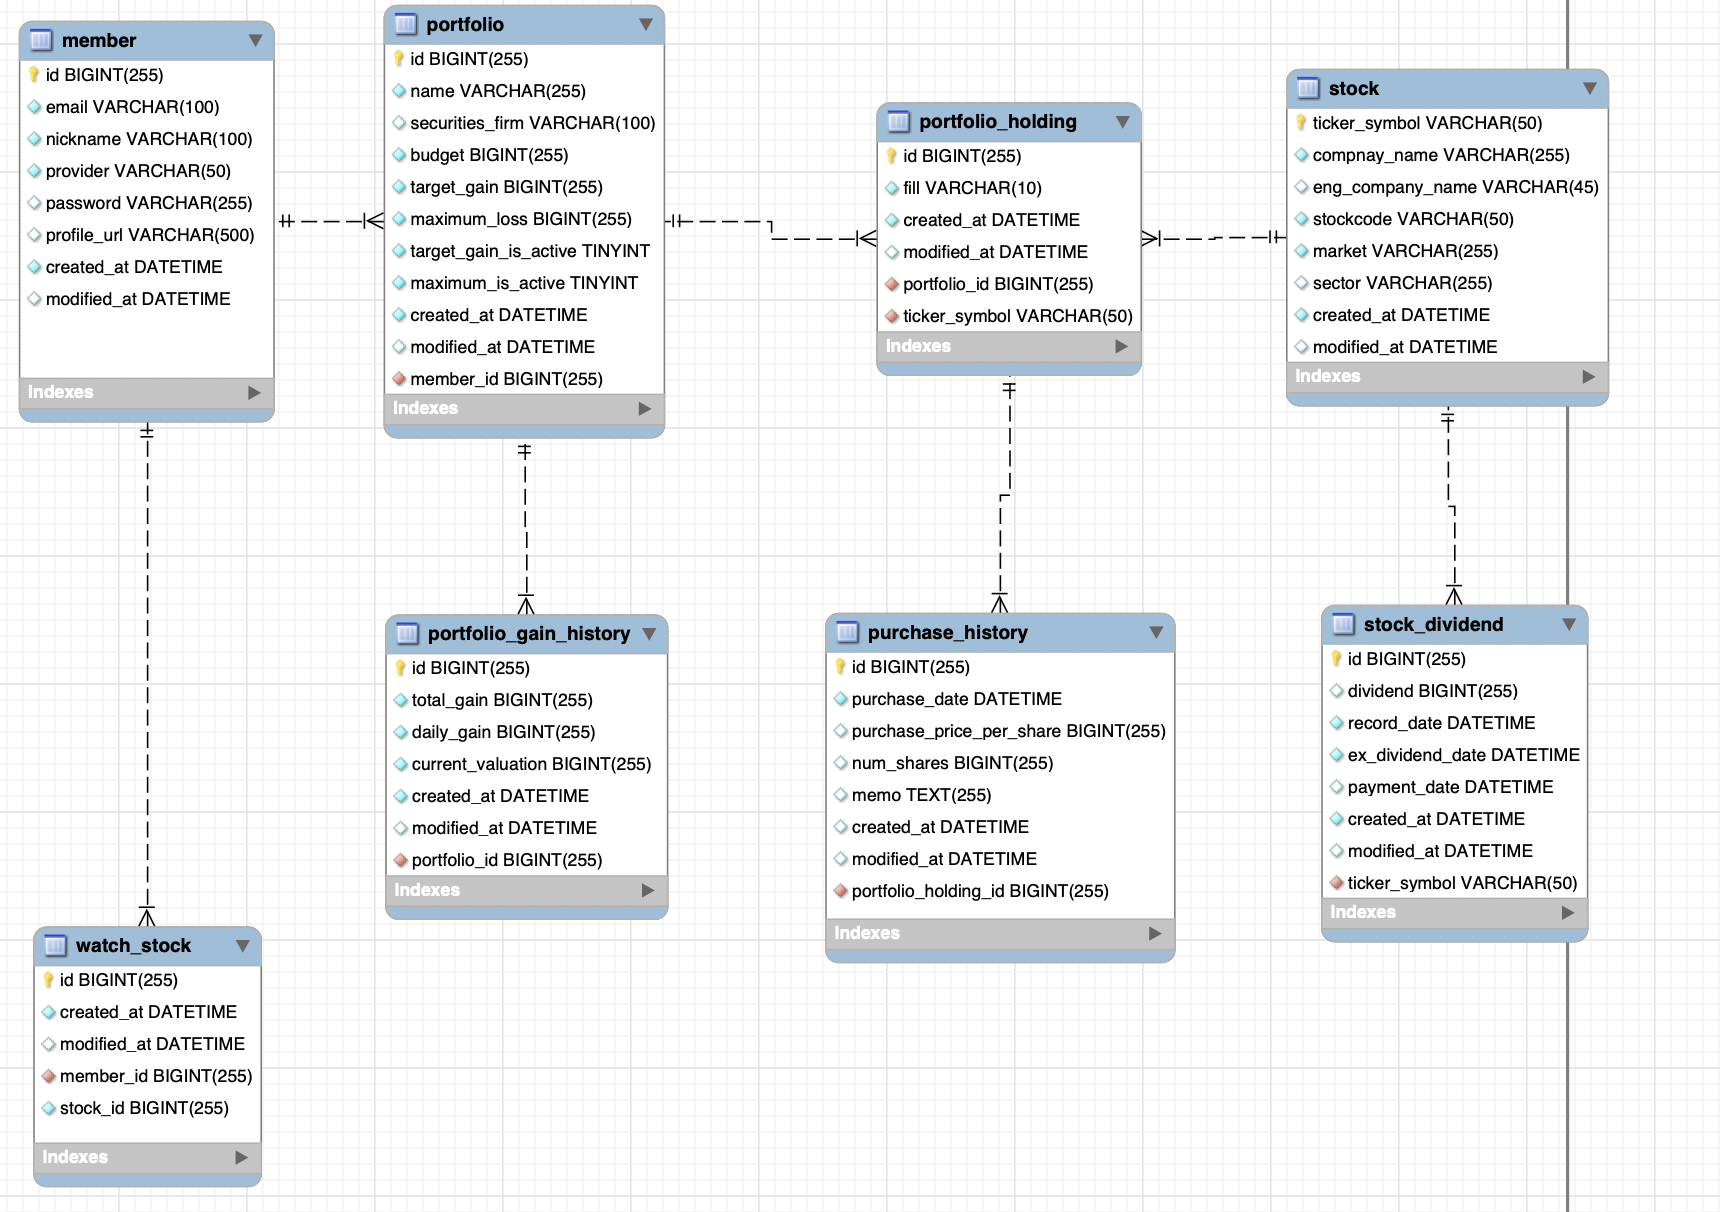 member
id BIGINT(255)
email VARCHAR(100)
nickname VARCHAR(100)
provider VARCHAR(50)
password VARCHAR(255)
profile_url VARCHAR(500)
created_at DATETIME
modified_at DATETIME
Indexes
portfolio
id BIGINT(255)
name VARCHAR(255)
securities_firm VARCHAR(100)
budget BIGINT(255)
target_gain BIGINT(255)
maximum_loss BIGINT(255)
target_gain_is_active TINYINT
maximum_is_active TINYINT
created_at DATETIME
modified_at DATETIME
member_id BIGINT(255)
Indexes
portfolio_holding
id BIGINT(255)
fill VARCHAR(10)
created_at DATETIME
modified_at DATETIME
portfolio_id BIGINT(255)
ticker_symbol VARCHAR(50)
Indexes
stock
ticker_symbol VARCHAR(50)
compnay_name VARCHAR(255)
eng_company_name VARCHAR(45)
stockcode VARCHAR(50)
market VARCHAR(255)
sector VARCHAR(255)
created_at DATETIME
modified_at DATETIME
Indexes
portfolio_gain_history
id BIGINT(255)
total_gain BIGINT(255)
daily_gain BIGINT(255)
current_valuation BIGINT(255)
created_at DATETIME
modified_at DATETIME
portfolio_id BIGINT(255)
Indexes
purchase_history
id BIGINT(255)
purchase_date DATETIME
purchase_price_per_share BIGINT(255)
num_shares BIGINT(255)
memo TEXT(255)
created_at DATETIME
modified_at DATETIME
portfolio_holding_id BIGINT(255)
Indexes
stock_dividend
id BIGINT(255)
dividend BIGINT(255)
record_date DATETIME
ex_dividend_date DATETIME
payment_date DATETIME
created_at DATETIME
modified_at DATETIME
ticker_symbol VARCHAR(50)
Indexes
watch_stock
id BIGINT(255)
created_at DATETIME
modified_at DATETIME
member_id BIGINT(255)
stock_id BIGINT(255)
Indexes